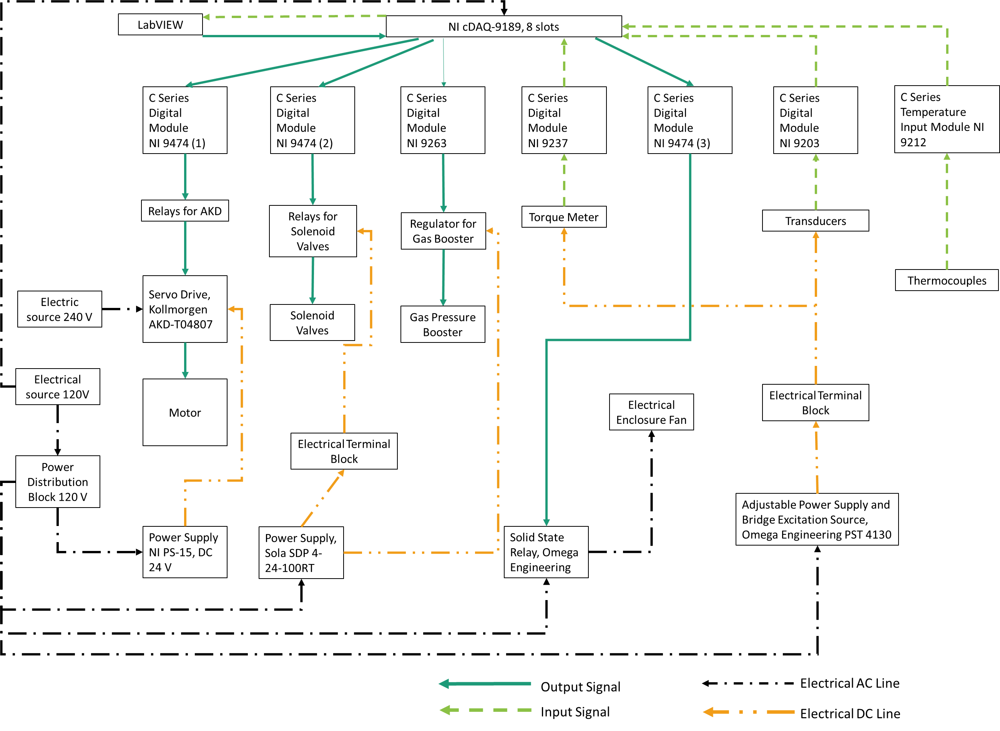 LabVIEW
NI cDAQ-9189, 8 slots
C Series
Digital
Module
NI 9474 (1)
C Series
Digital
Module
NI 9474 (2)
C Series
Digital
Module
NI 9263
C Series
Digital
Module
NI 9237
C Series
Digital
Module
NI 9474 (3)
C Series
Digital
Module
NI 9203
C Series
Temperature
Input Module NI
9212
Relays for AKD
Relays for
Solenoid
Valves
Regulator for
Gas Booster
Torque Meter
Transducers
Thermocouples
Electric
source 240 V
Servo Drive,
Kollmorgen
AKD-T04807
Solenoid
Valves
Gas Pressure
Booster
Electrical
source 120V
Motor
Electrical
Enclosure Fan
Electrical Terminal
Block
Electrical Terminal
Block
Power
Distribution
Block 120 V
Power Supply
NI PS-15, DC
24 V
Power Supply,
Sola SDP 4-
24-100RT
Solid State
Relay, Omega
Engineering
Adjustable Power Supply and
Bridge Excitation Source,
Omega Engineering PST 4130
Output Signal
Electrical AC Line
Input Signal
Electrical DC Line